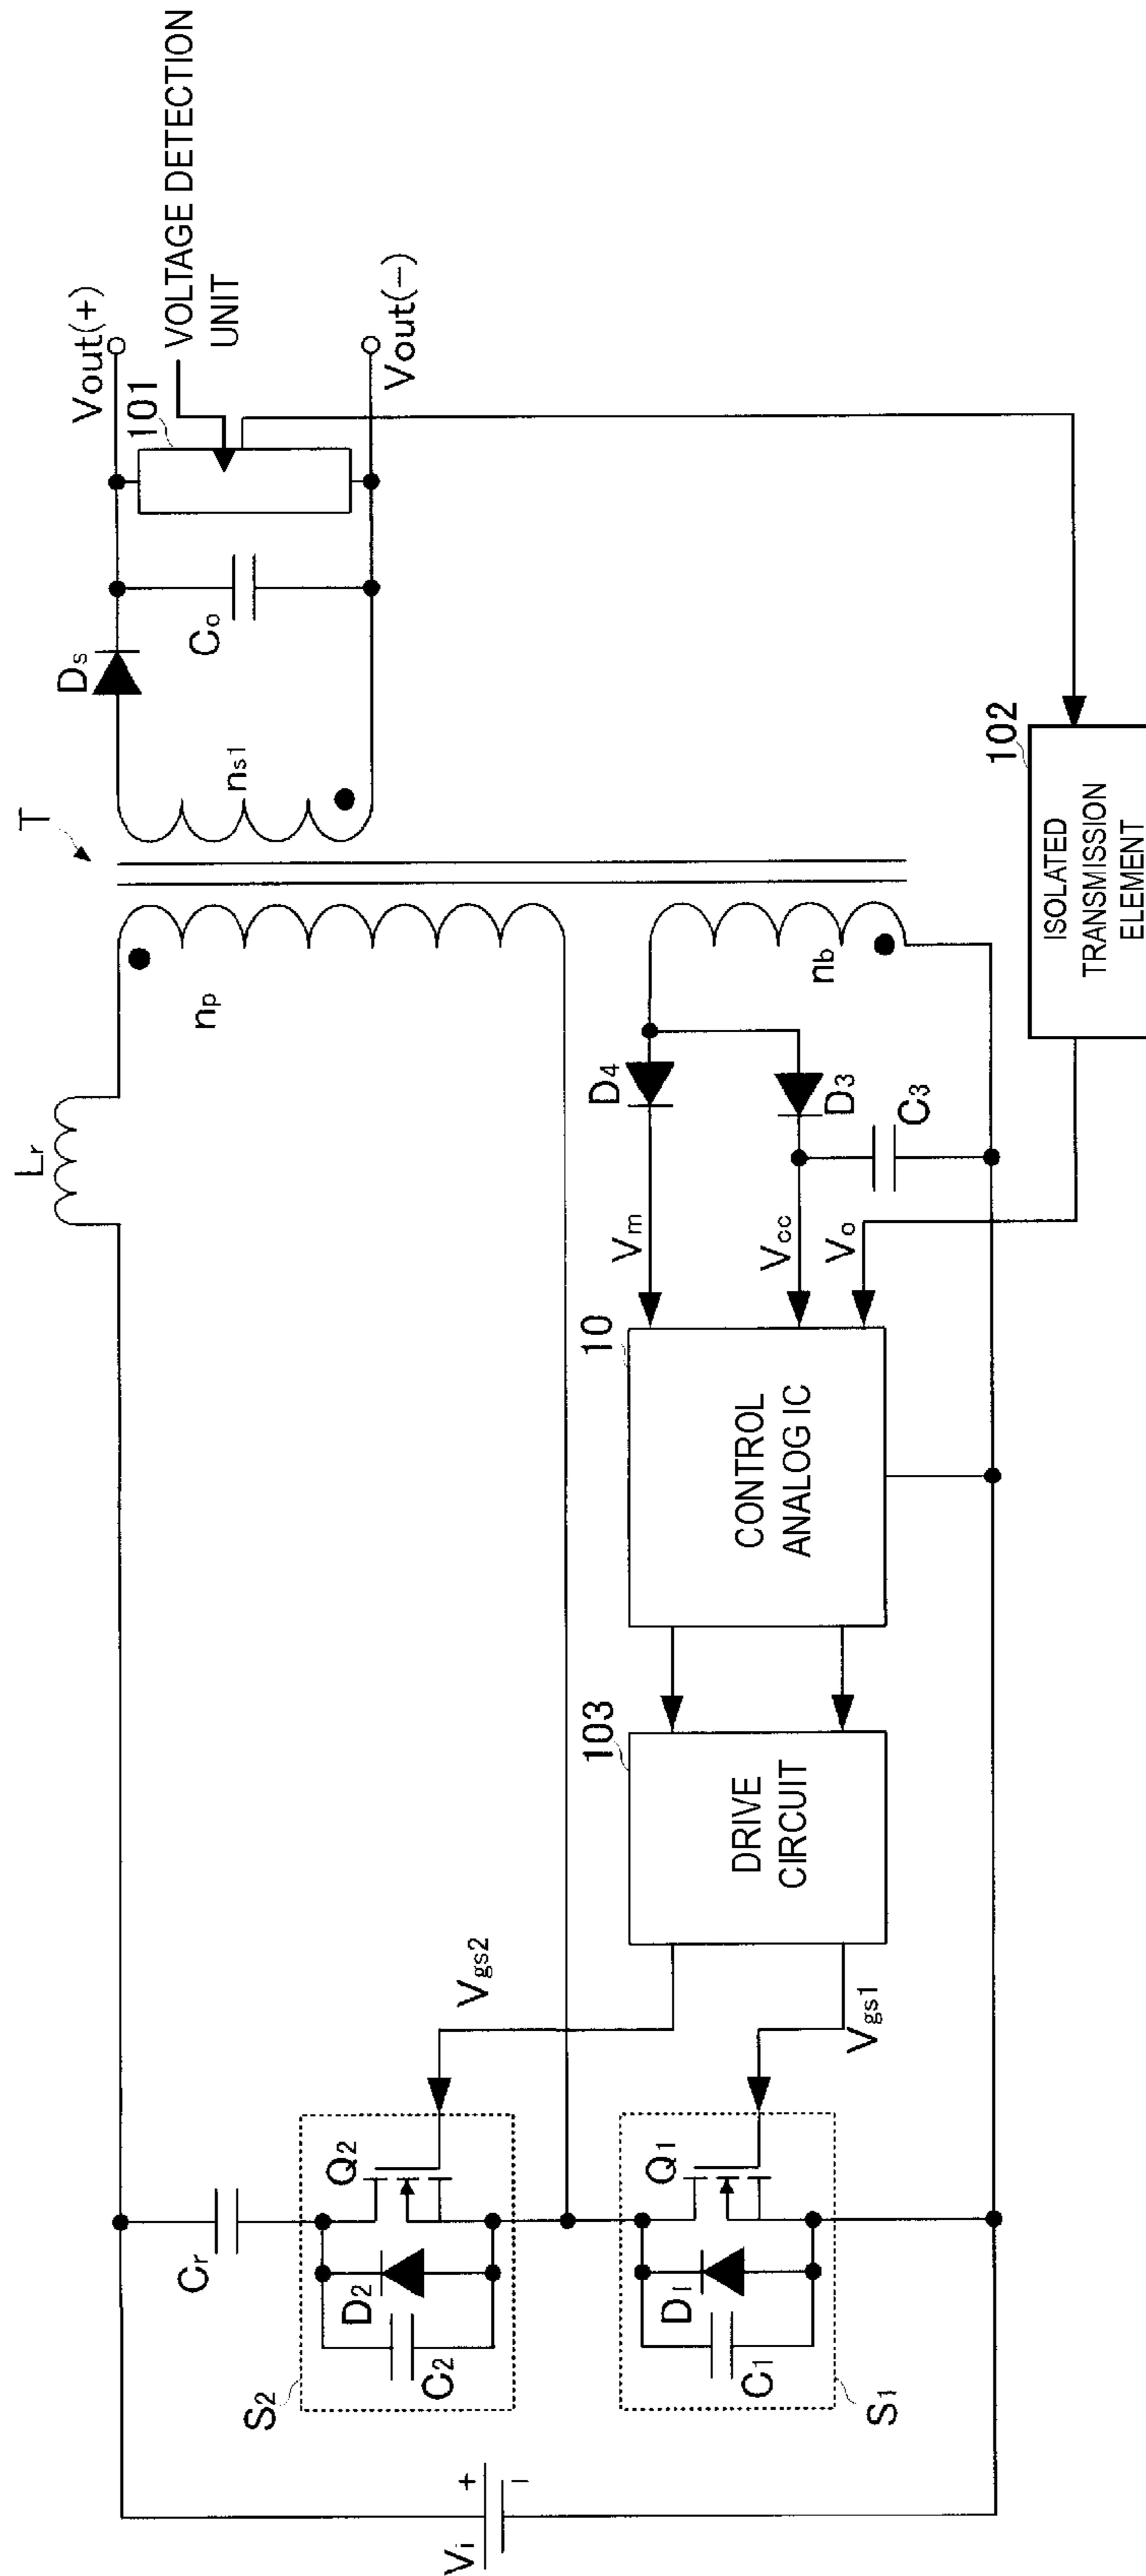 T
Lr
np
ns1
Ds
Co
Vout(+)
101
VOLTAGE DETECTION
UNIT
Vout(-)
Cr
Q2
D2
C2
S2
Vgs2
Vi
+
-
Q1
D1
C1
S1
Vgs1
103
DRIVE
CIRCUIT
10
CONTROL
ANALOG IC
Vm
Vcc
Vo
D4
D3
C3
nb
102
ISOLATED
TRANSMISSION
ELEMENT